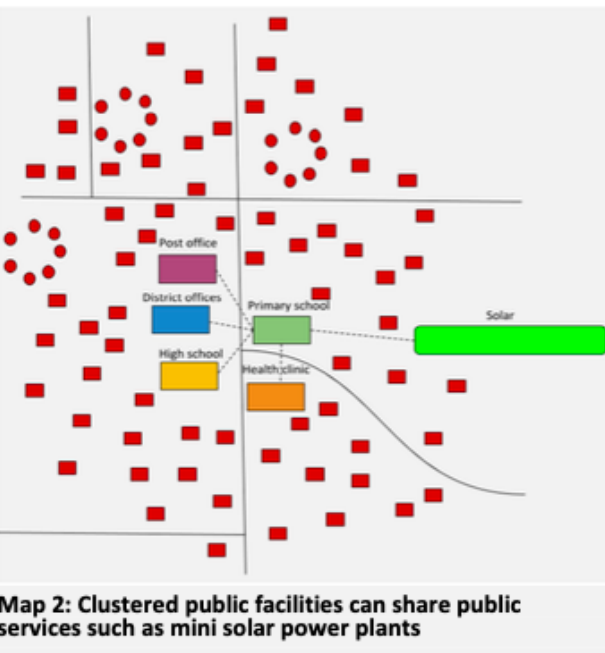 Post office
District offices
Primary school
Solar
High school
Health clinic
Map 2: Clustered public facilities can share public
services such as mini solar power plants